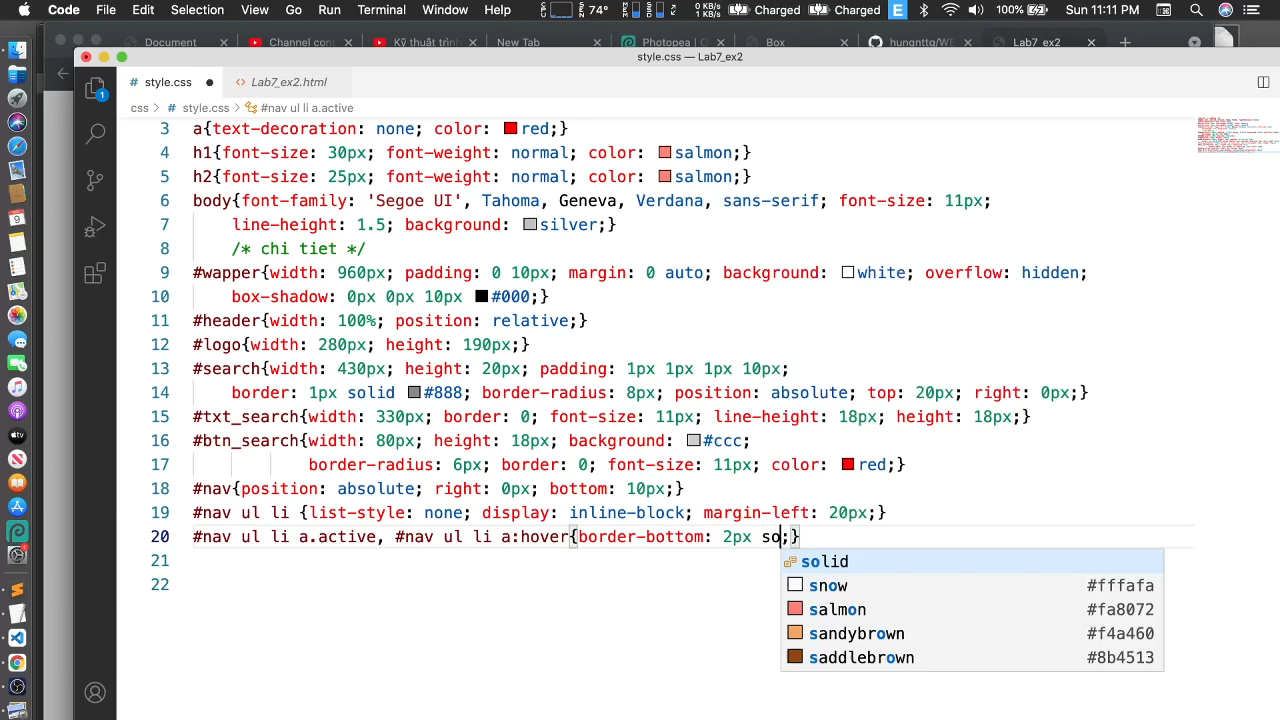 Code File Edit Selection View Go Run Terminal Window Help 74° 0 KB/s 0 KB/s Charged Charged E 100% Sun 11:11 PM
Document Channel con Kỹ thuật trình New Tab Photopea | O Box hungnttq/WE Lab7_ex2
style.css — Lab7_ex2
# style.css <> Lab7_ex2.html
css > # style.css > #nav ul li a.active
3 a{text-decoration: none; color: red;}
4 h1{font-size: 30px; font-weight: normal; color: salmon;}
5 h2{font-size: 25px; font-weight: normal; color: salmon;}
6 body{font-family: 'Segoe UI', Tahoma, Geneva, Verdana, sans-serif; font-size: 11px;
7 line-height: 1.5; background: silver;}
8 /* chi tiet */
9 #wapper{width: 960px; padding: 0 10px; margin: 0 auto; background: white; overflow: hidden;
10 box-shadow: 0px 0px 10px #000;}
11 #header{width: 100%; position: relative;}
12 #logo{width: 280px; height: 190px;}
13 #search{width: 430px; height: 20px; padding: 1px 1px 1px 10px;
14 border: 1px solid #888; border-radius: 8px; position: absolute; top: 20px; right: 0px;}
15 #txt_search{width: 330px; border: 0; font-size: 11px; line-height: 18px; height: 18px;}
16 #btn_search{width: 80px; height: 18px; background: #ccc;
17 border-radius: 6px; border: 0; font-size: 11px; color: red;}
18 #nav{position: absolute; right: 0px; bottom: 10px;}
19 #nav ul li {list-style: none; display: inline-block; margin-left: 20px;}
20 #nav ul li a.active, #nav ul li a:hover{border-bottom: 2px so;}
21
22
solid
snow #fffafa
salmon #fa8072
sandybrown #f4a460
saddlebrown #8b4513
1